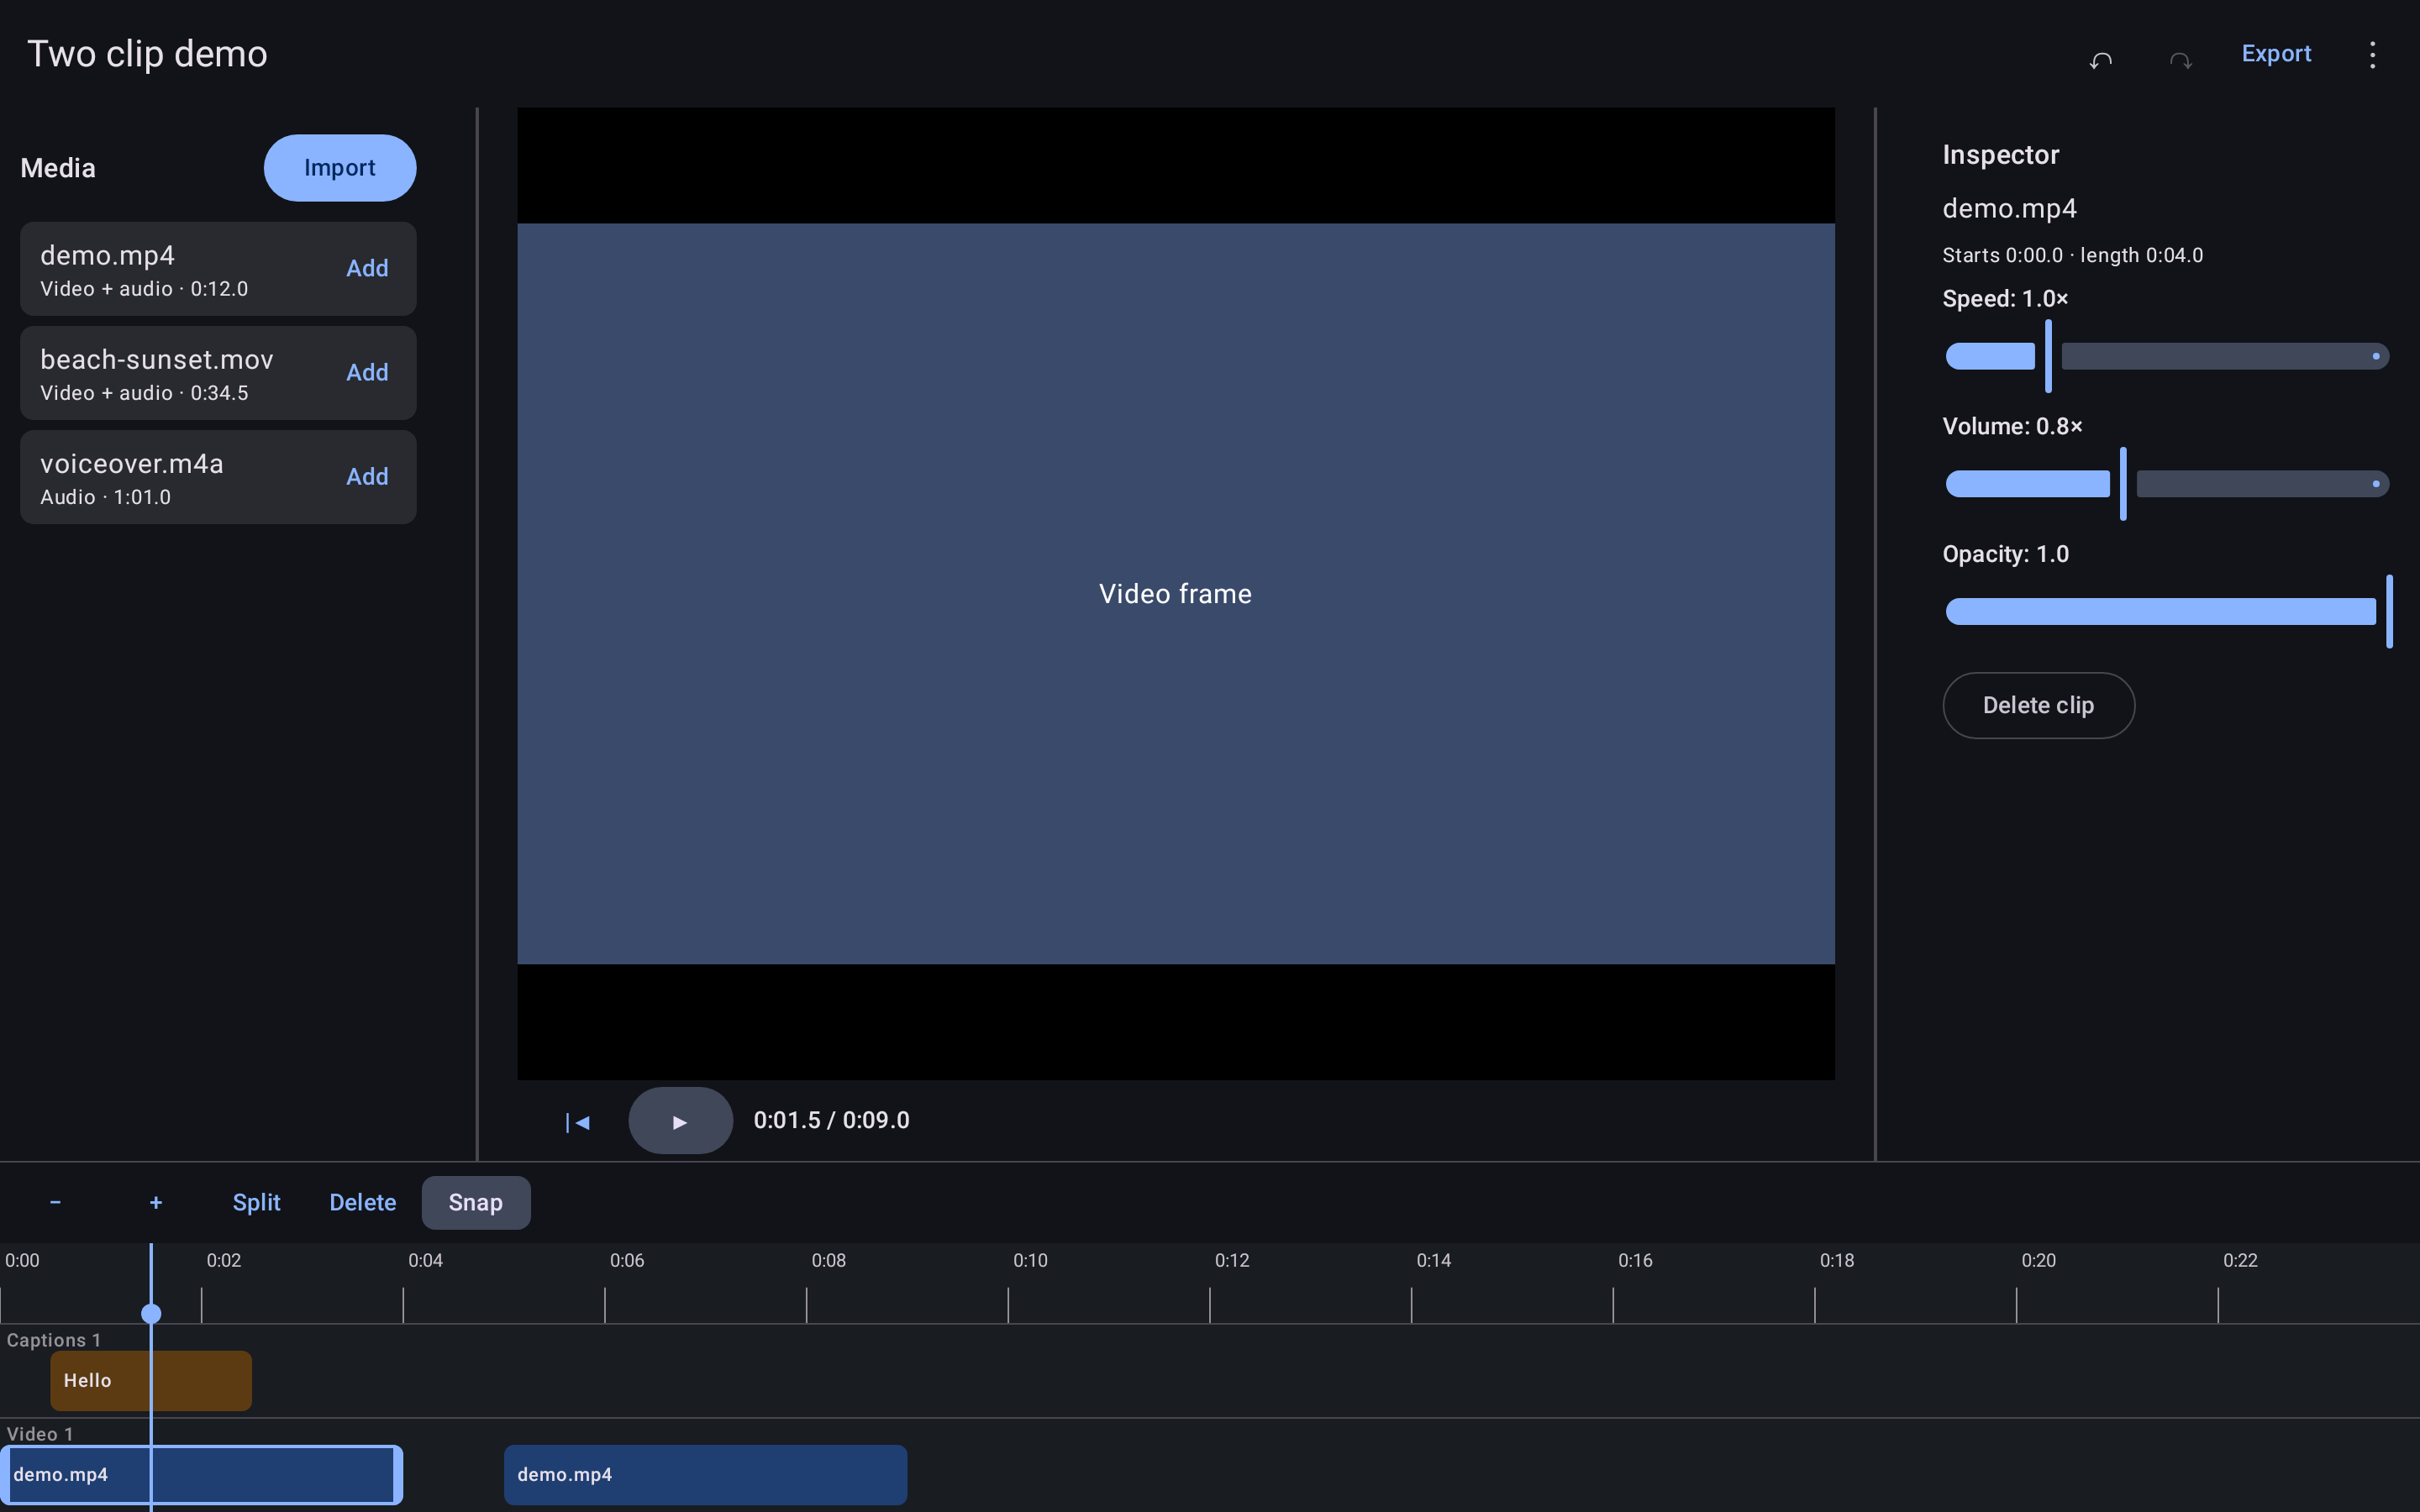 Two clip demo
Export
Media
Import
demo.mp4
Video + audio · 0:12.0
Add
beach-sunset.mov
Video + audio · 0:34.5
Add
voiceover.m4a
Audio · 1:01.0
Add
Video frame
0:01.5 / 0:09.0
Inspector
demo.mp4
Starts 0:00.0 · length 0:04.0
Speed: 1.0×
Volume: 0.8×
Opacity: 1.0
Delete clip
− + Split Delete Snap
0:00 0:02 0:04 0:06 0:08 0:10 0:12 0:14 0:16 0:18 0:20 0:22
Captions 1
Hello
Video 1
demo.mp4 demo.mp4